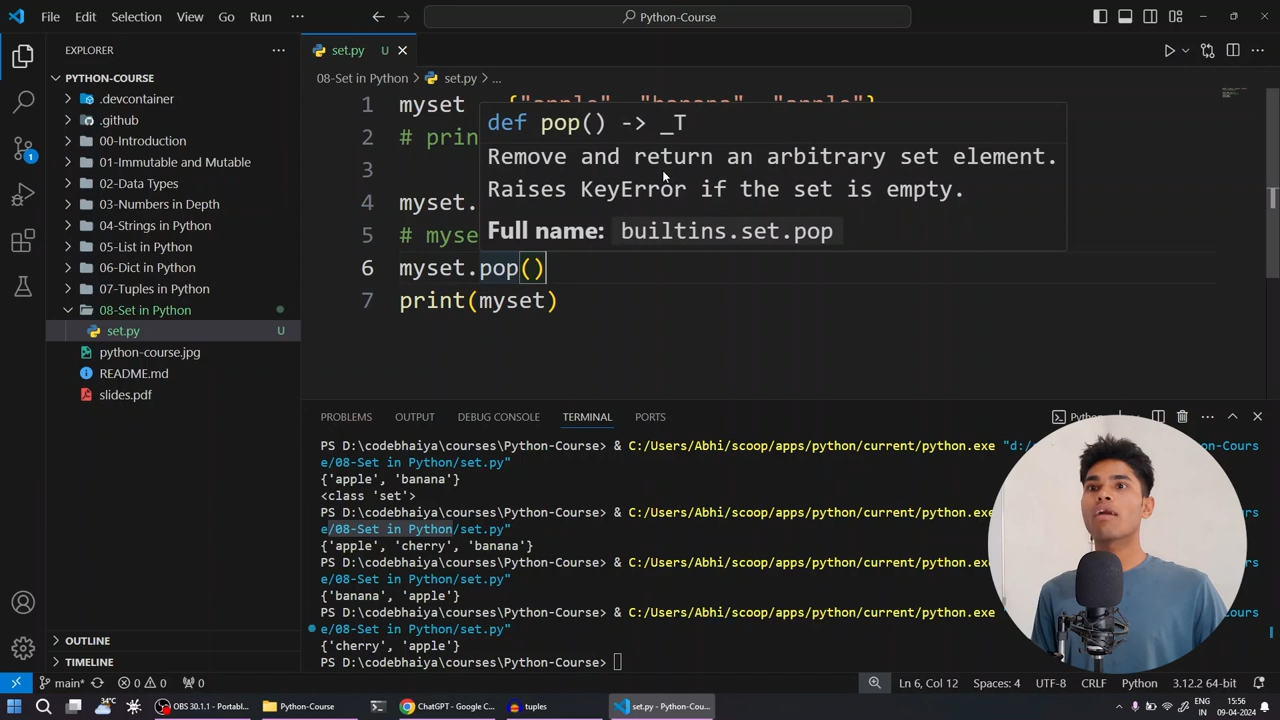 File Edit Selection View Go Run ··· Python-Course
EXPLORER ···
PYTHON-COURSE
.devcontainer
.github
00-Introduction
01-Immutable and Mutable
02-Data Types
03-Numbers in Depth
04-Strings in Python
05-List in Python
06-Dict in Python
07-Tuples in Python
08-Set in Python
set.py U
python-course.jpg
README.md
slides.pdf
OUTLINE
TIMELINE
1
set.py U
08-Set in Python > set.py > ...
1 myset {"apple", "banana", "apple"}
2 # prin
3
4 myset.
5 # myse
6 myset.pop()
7 print(myset)
def pop() -> _T
Remove and return an arbitrary set element.
Raises KeyError if the set is empty.
Full name: builtins.set.pop
PROBLEMS OUTPUT DEBUG CONSOLE TERMINAL PORTS
PS D:\codebhaiya\courses\Python-Course> & C:/Users/Abhi/scoop/apps/python/current/python.exe
e/08-Set in Python/set.py"
{'apple', 'banana'}
<class 'set'>
PS D:\codebhaiya\courses\Python-Course> & C:/Users/Abhi/scoop/apps/python/current/python.exe
e/08-Set in Python/set.py"
{'apple', 'cherry', 'banana'}
PS D:\codebhaiya\courses\Python-Course> & C:/Users/Abhi/scoop/apps/python/current/python.exe
e/08-Set in Python/set.py"
{'banana', 'apple'}
PS D:\codebhaiya\courses\Python-Course> & C:/Users/Abhi/scoop/apps/python/current/python.exe
e/08-Set in Python/set.py"
{'cherry', 'apple'}
PS D:\codebhaiya\courses\Python-Course>
main* 0 0 0 Ln 6, Col 12 Spaces: 4 UTF-8 CRLF Python 3.12.2 64-bit
34°C OBS 30.1.1 - Portabl... Python-Course ChatGPT - Google C... tuples set.py - Python-Cou... ENG IN 15:56 09-04-2024